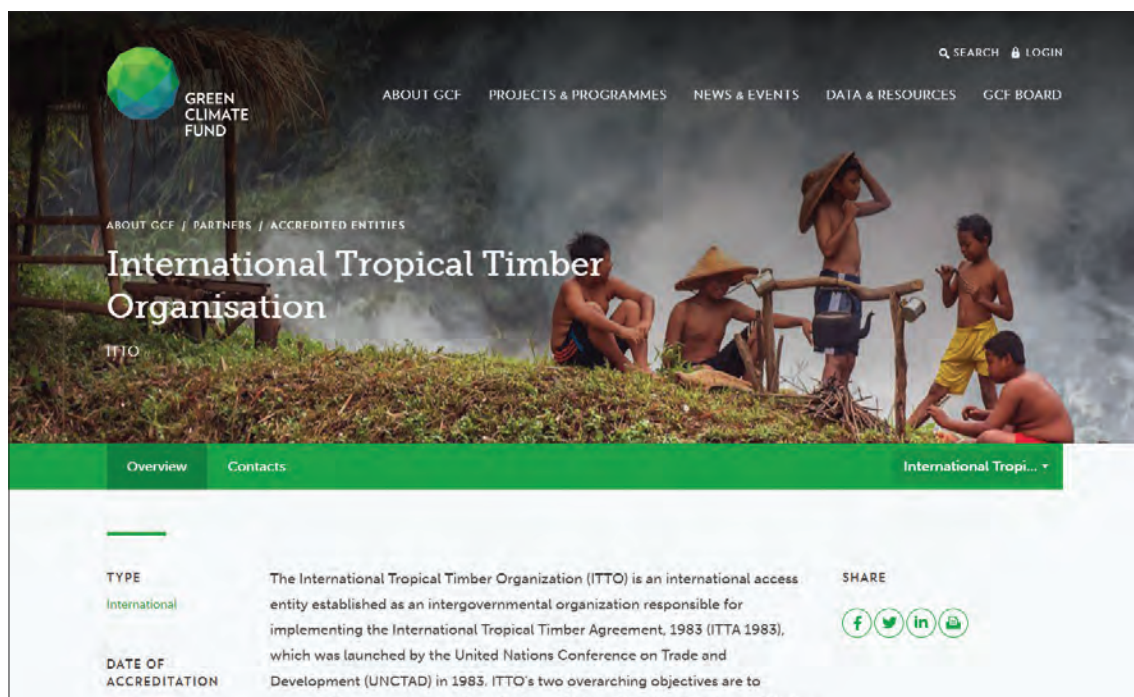 SEARCH LOGIN
GREEN
CLIMATE
FUND
ABOUT GCF PROJECTS & PROGRAMMES NEWS & EVENTS DATA & RESOURCES GCF BOARD
ABOUT GCF / PARTNERS / ACCREDITED ENTITIES
International Tropical Timber
Organisation
ITTO
Overview Contacts International Tropi...
TYPE
International
DATE OF
ACCREDITATION
The International Tropical Timber Organization (ITTO) is an international access
entity established as an intergovernmental organization responsible for
implementing the International Tropical Timber Agreement, 1983 (ITTA 1983),
which was launched by the United Nations Conference on Trade and
Development (UNCTAD) in 1983. ITTO's two overarching objectives are to
SHARE
f in